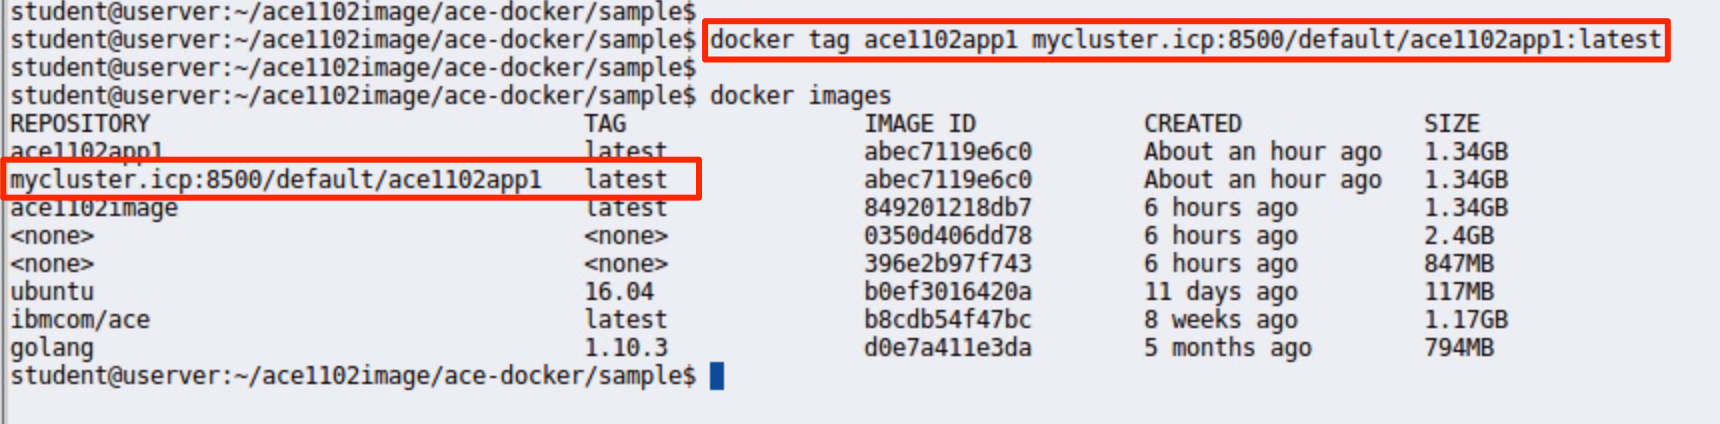 student@userver:~/ace1102image/ace-docker/sample$
student@userver:~/ace1102image/ace-docker/sample$ docker tag ace1102app1 mycluster.icp:8500/default/ace1102app1:latest
student@userver:~/ace1102image/ace-docker/sample$
student@userver:~/ace1102image/ace-docker/sample$ docker images
REPOSITORY TAG IMAGE ID CREATED SIZE
ace1102app1 latest abec7119e6c0 About an hour ago 1.34GB
mycluster.icp:8500/default/ace1102app1 latest abec7119e6c0 About an hour ago 1.34GB
ace1102image latest 849201218db7 6 hours ago 1.34GB
<none> <none> 0350d406dd78 6 hours ago 2.4GB
<none> <none> 396e2b97f743 6 hours ago 847MB
ubuntu 16.04 b0ef3016420a 11 days ago 117MB
ibmcom/ace latest b8cdb54f47bc 8 weeks ago 1.17GB
golang 1.10.3 d0e7a411e3da 5 months ago 794MB
student@userver:~/ace1102image/ace-docker/sample$